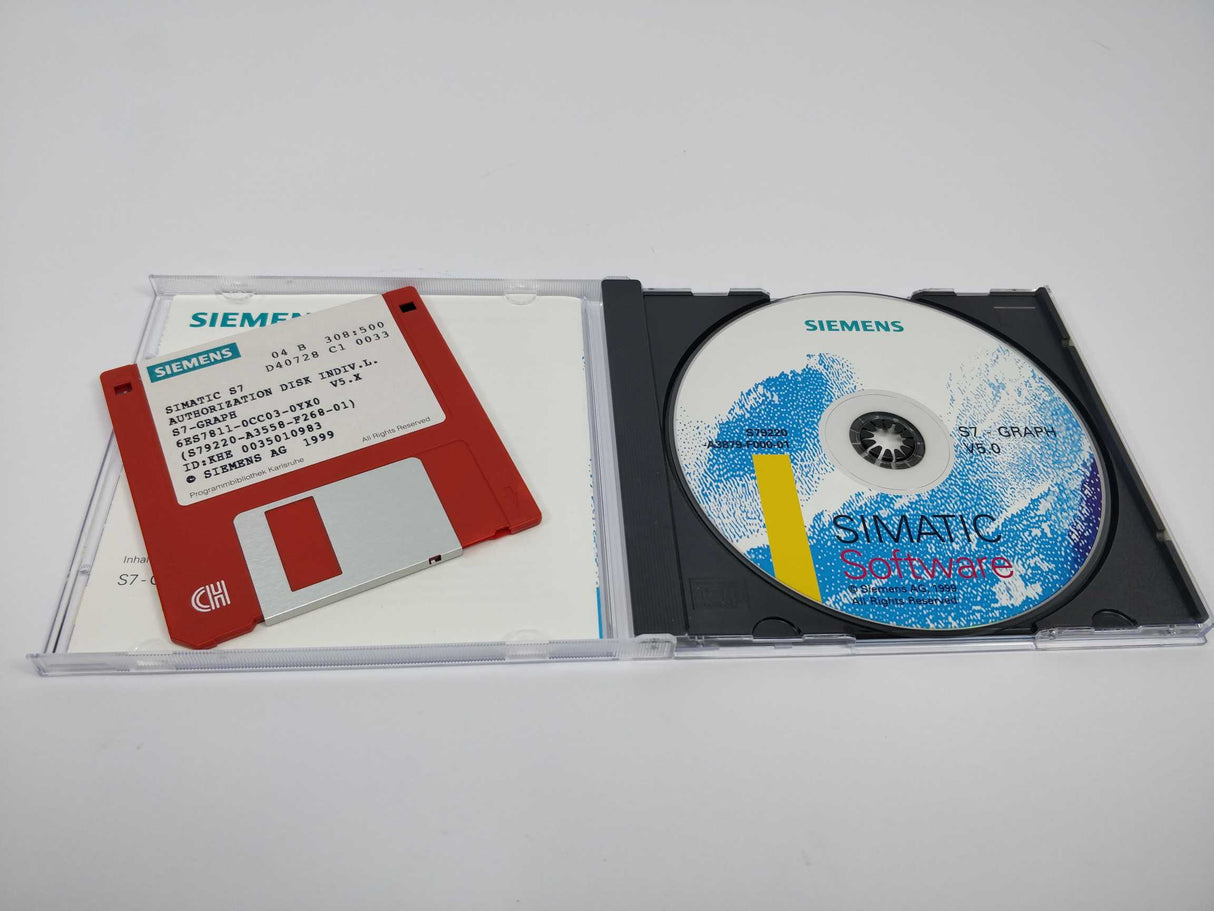 SIEMEN
SIEMENS
04 B 308:500
D40728 C1 0033
SIMATIC S7
AUTHORIZATION DISK INDIV.L.
S7-GRAPH V5.X
6ES7811-0CC03-0YX0
(S79220-A3558-F268-01)
ID:KHE 0035010983
© SIEMENS AG 1999
All Rights Reserved
Programmbibliothek Karlsruhe
S7-
SIEMENS
S79220
A3879-F000-01
S7 - GRAPH
V5.0
SIMATIC
Software
© Siemens AG, 1999
All Rights Reserved